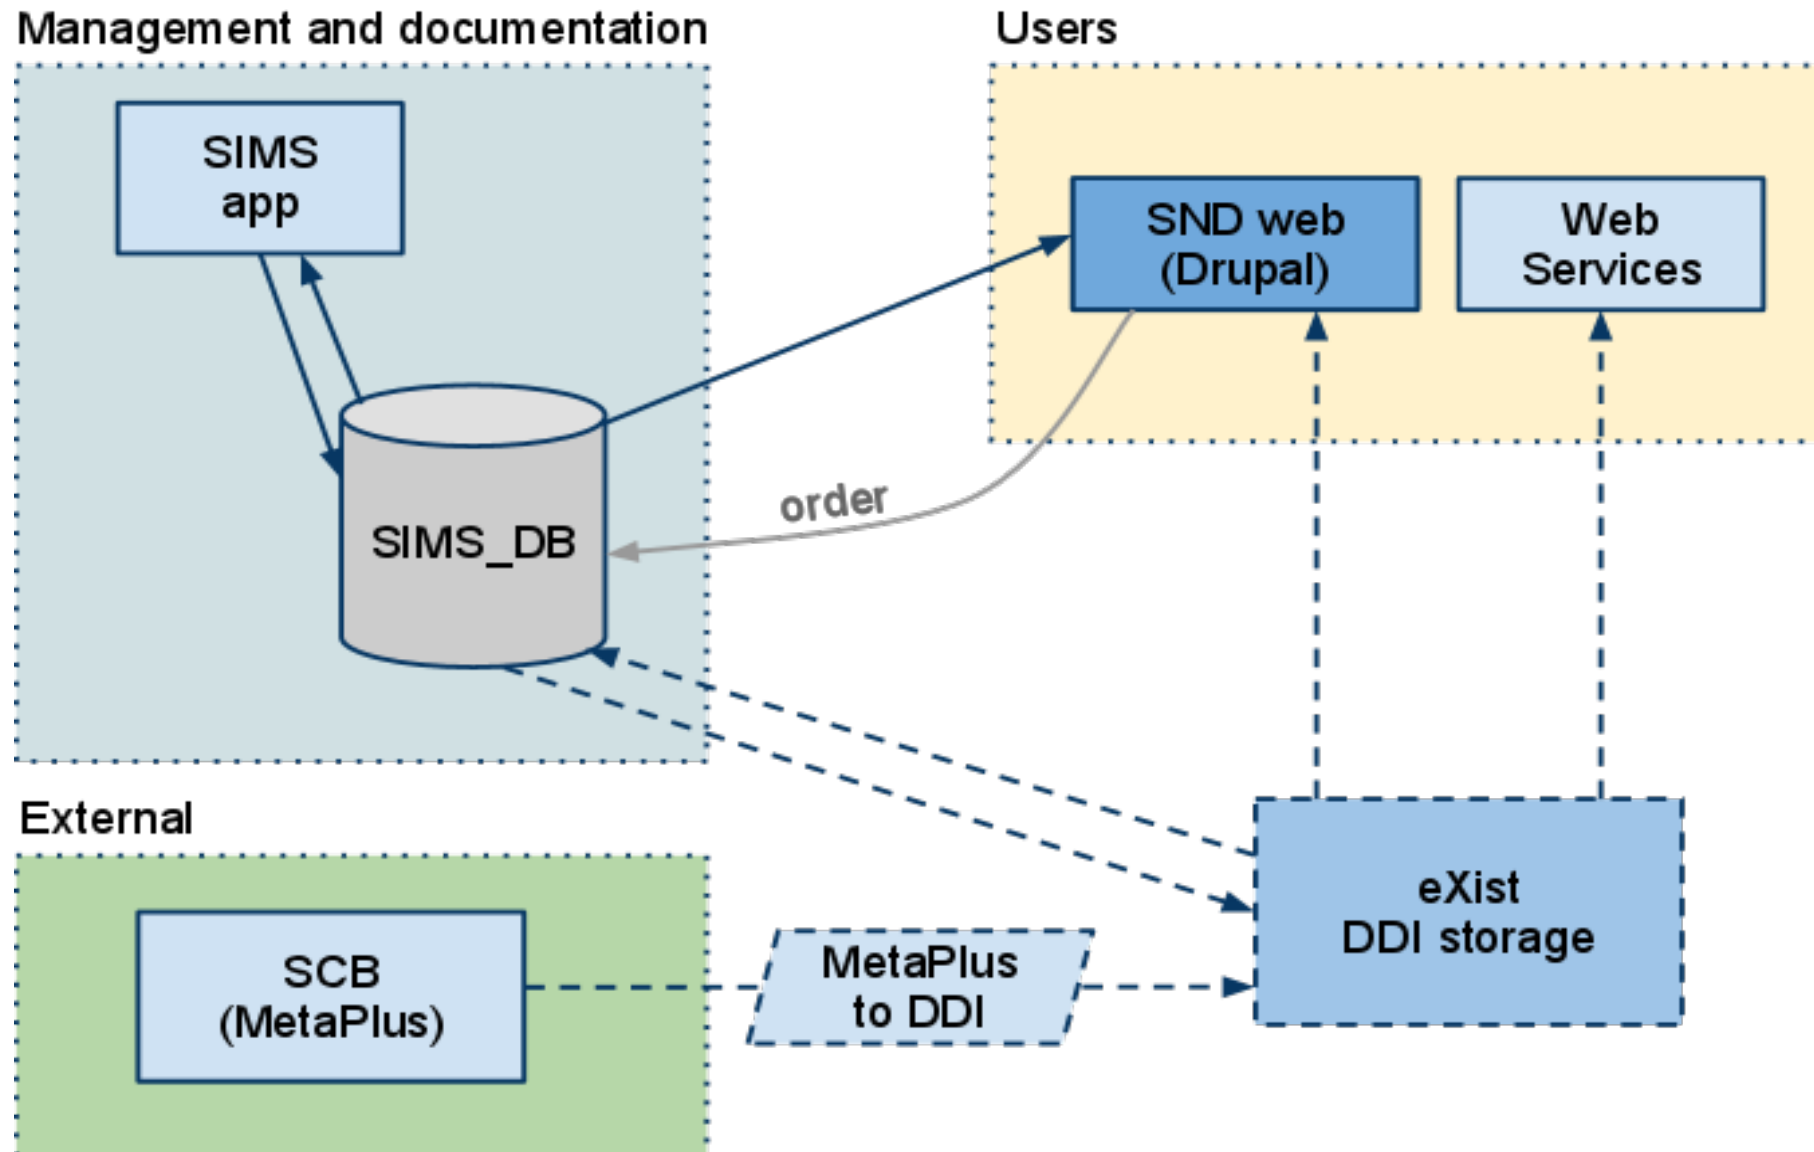 Management and documentation
Users
SIMS
app
SND web
(Drupal)
Web
Services
order
SIMS_DB
External
SCB
(MetaPlus)
MetaPlus
to DDI
eXist
DDI storage